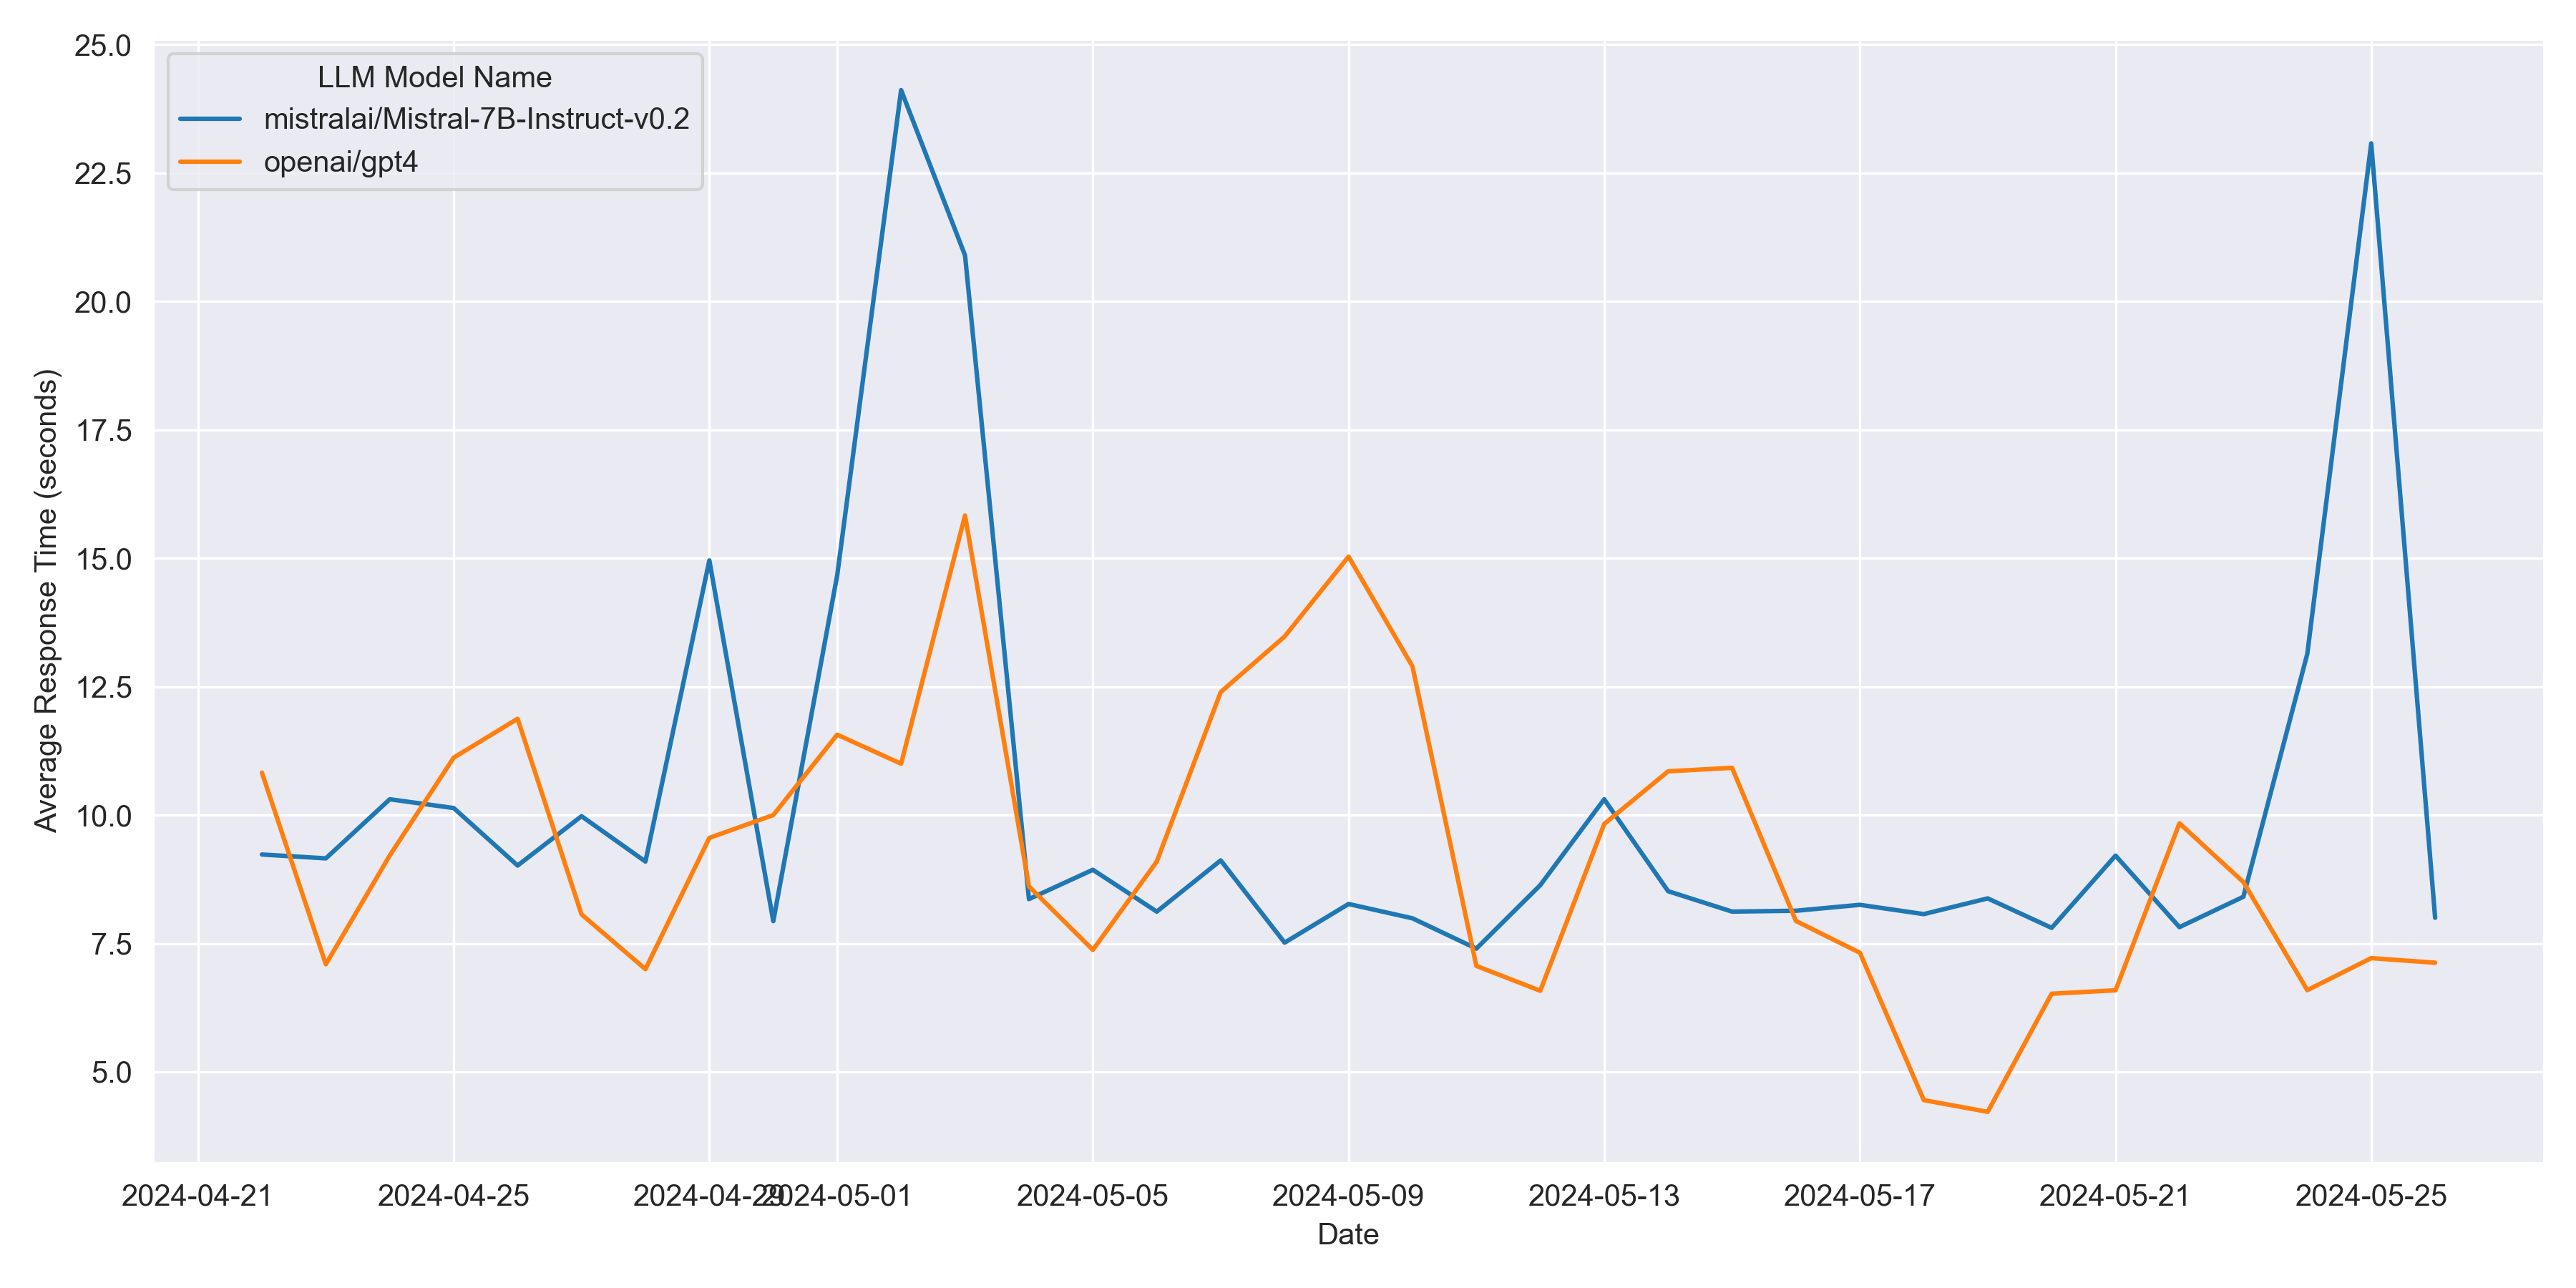 LLM Model Name
mistralai/Mistral-7B-Instruct-v0.2
openai/gpt4
Average Response Time (seconds)
25.0
22.5
20.0
17.5
15.0
12.5
10.0
7.5
5.0
2024-04-21 2024-04-25 2024-04-29 2024-05-01 2024-05-05 2024-05-09 2024-05-13 2024-05-17 2024-05-21 2024-05-25
Date